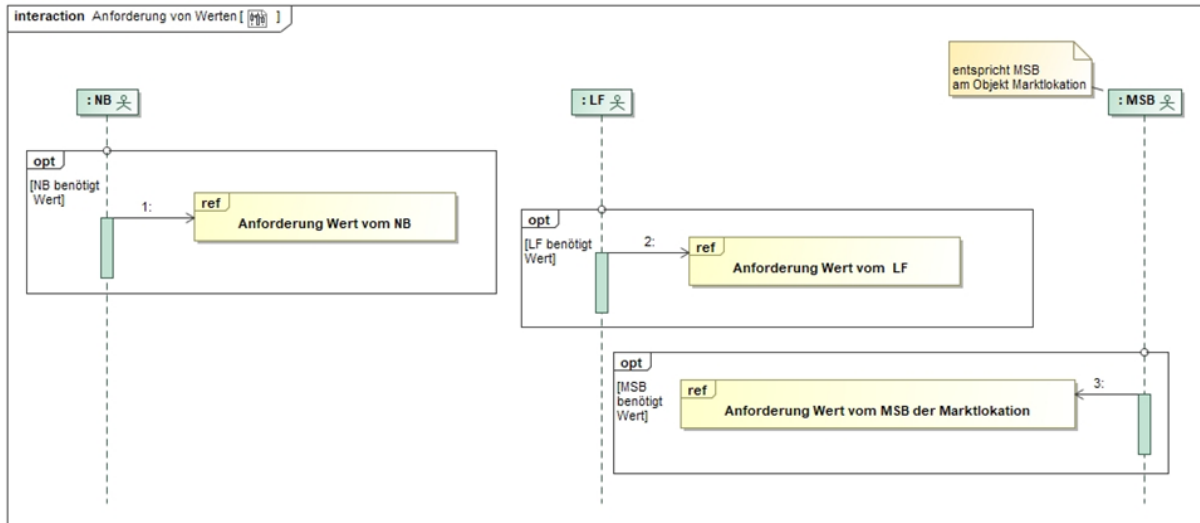 interaction Anforderung von Werten [ ]
entspricht MSB
am Objekt Marktlokation
: NB
: LF
: MSB
opt
[NB benötigt
Wert]
1:
ref
Anforderung Wert vom NB
opt
[LF benötigt
Wert]
2:
ref
Anforderung Wert vom LF
opt
[MSB
benötigt
Wert]
3:
ref
Anforderung Wert vom MSB der Marktlokation